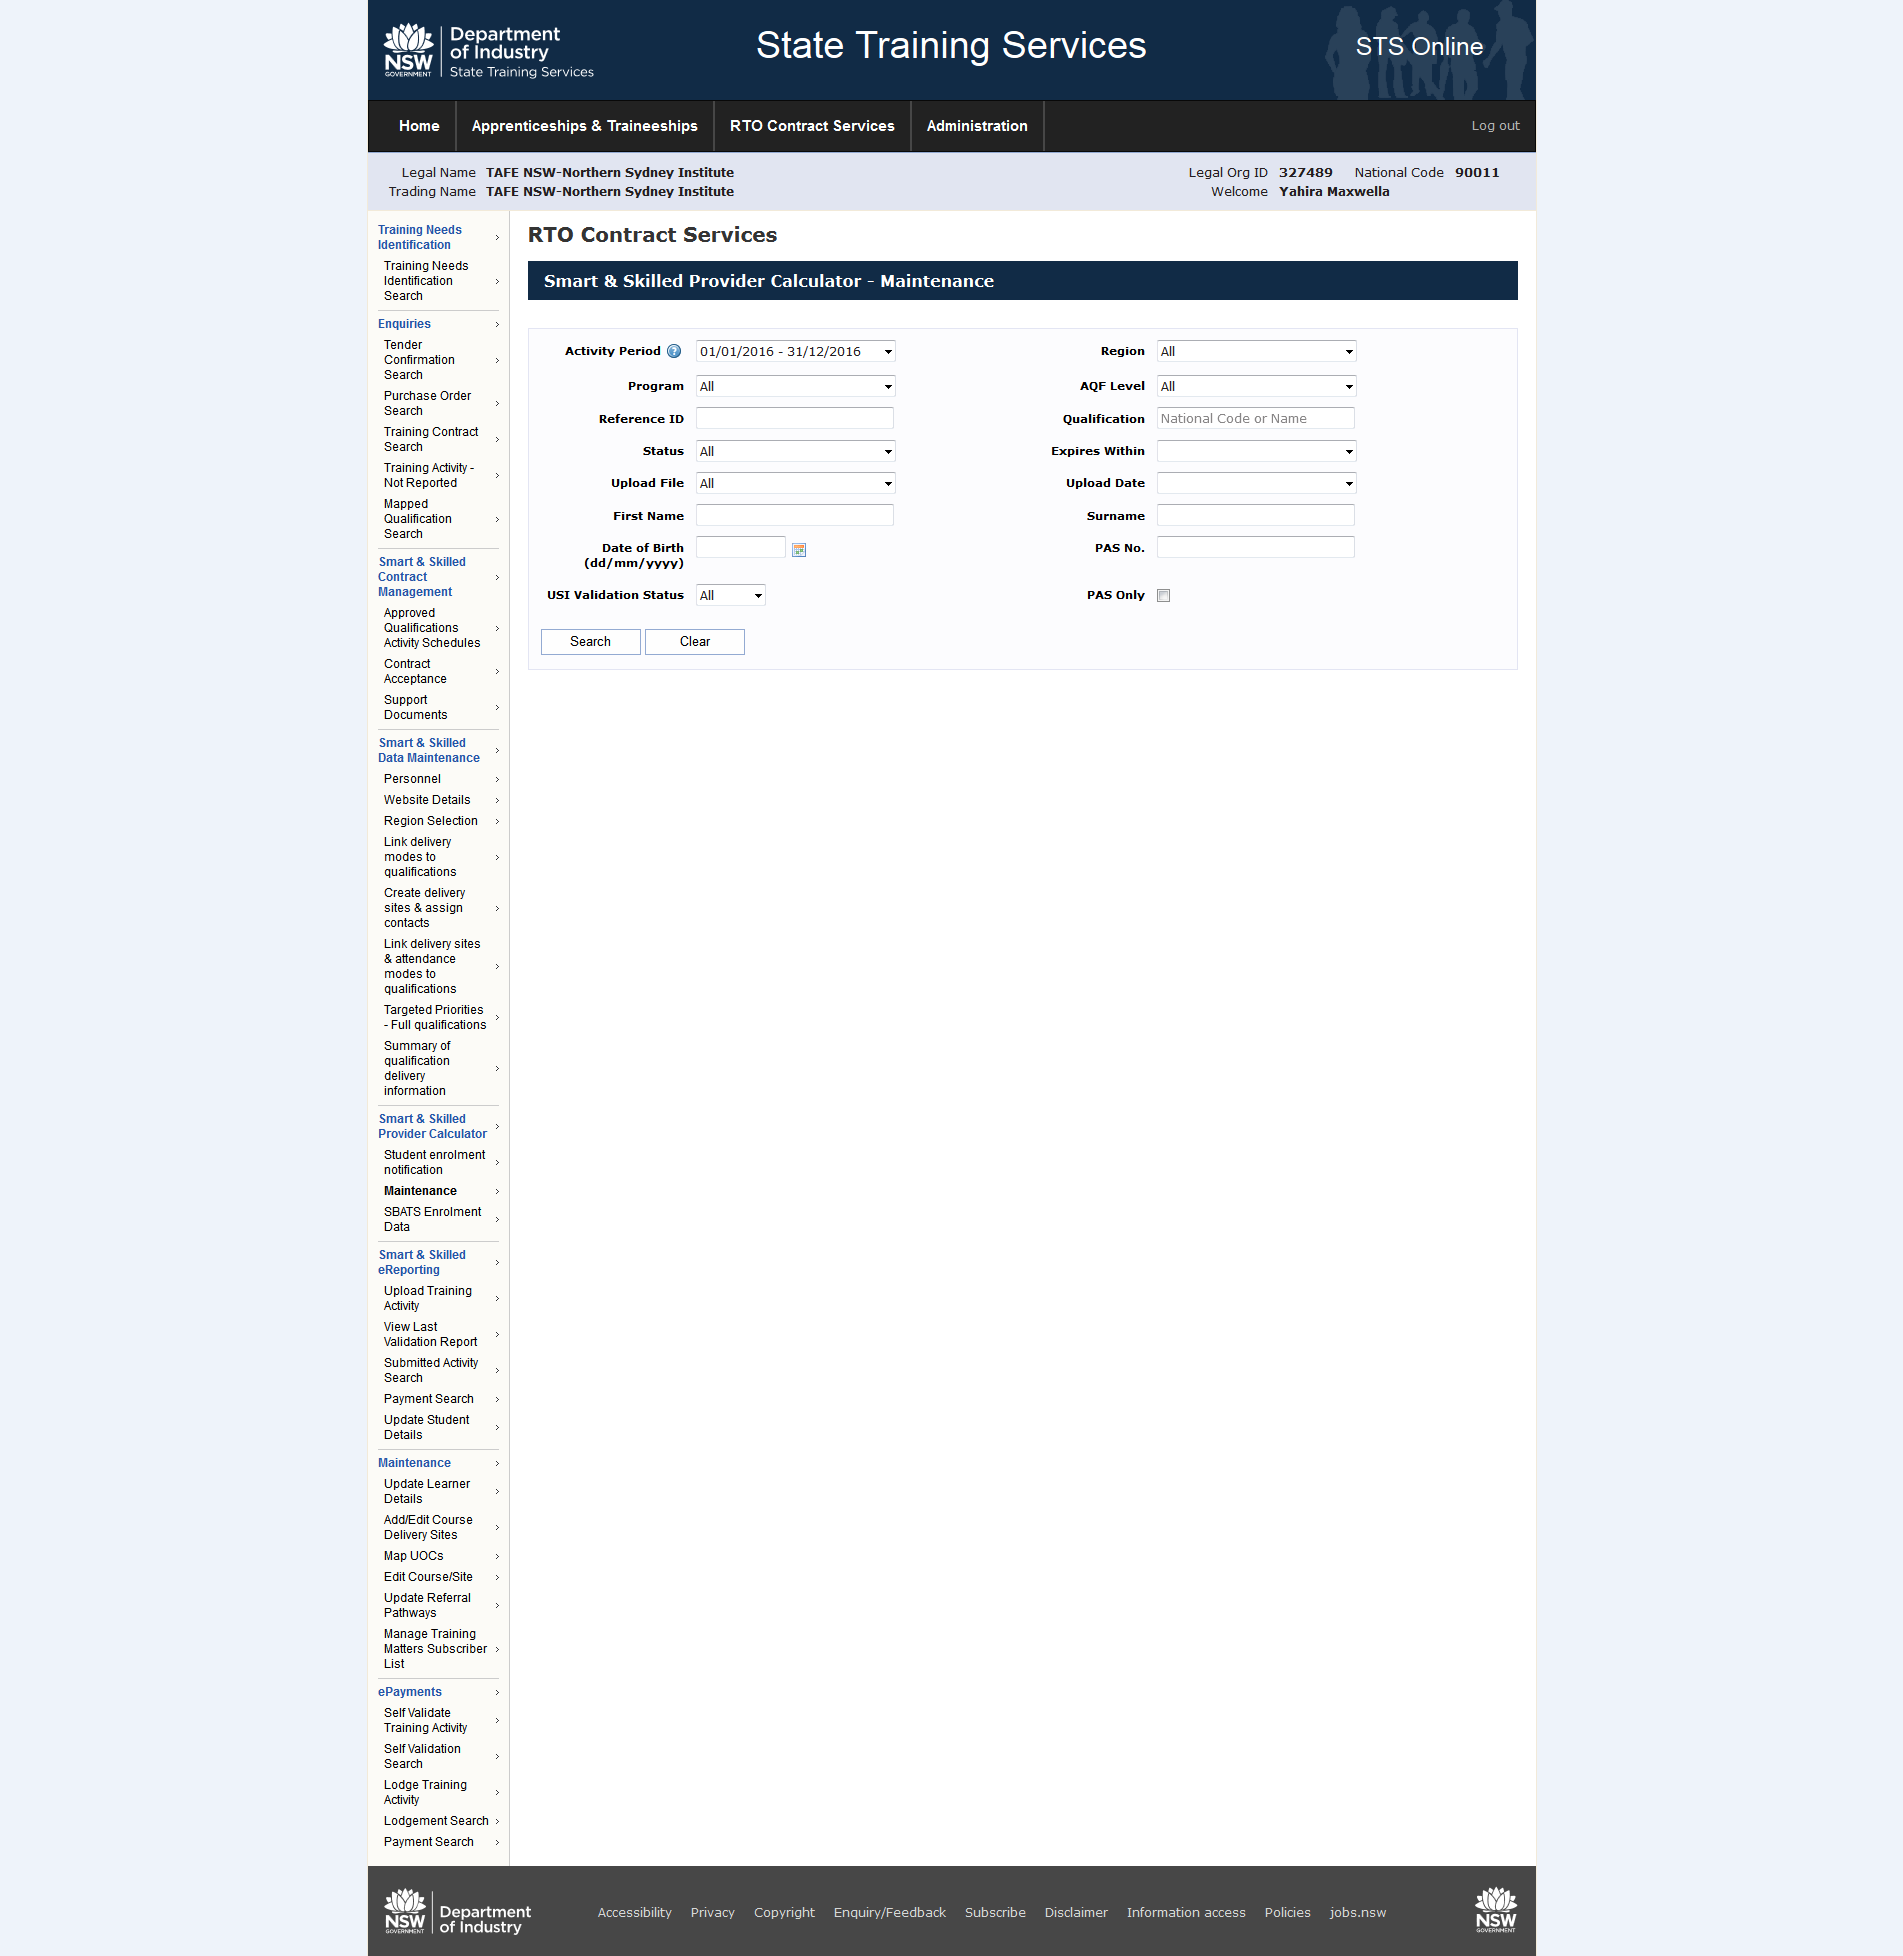 NSW
GOVERNMENT
Department
of Industry
State Training Services
State Training Services
STS Online
Home
Apprenticeships & Traineeships
RTO Contract Services
Administration
Log out
Legal Name TAFE NSW-Northern Sydney Institute
Trading Name TAFE NSW-Northern Sydney Institute
Legal Org ID 327489 National Code 90011
Welcome Yahira Maxwella
Training Needs
Identification
Training Needs
Identification
Search
Enquiries
Tender
Confirmation
Search
Purchase Order
Search
Training Contract
Search
Training Activity -
Not Reported
Mapped
Qualification
Search
Smart & Skilled
Contract
Management
Approved
Qualifications
Activity Schedules
Contract
Acceptance
Support
Documents
Smart & Skilled
Data Maintenance
Personnel
Website Details
Region Selection
Link delivery
modes to
qualifications
Create delivery
sites & assign
contacts
Link delivery sites
& attendance
modes to
qualifications
Targeted Priorities
- Full qualifications
Summary of
qualification
delivery
information
Smart & Skilled
Provider Calculator
Student enrolment
notification
Maintenance
SBATS Enrolment
Data
Smart & Skilled
eReporting
Upload Training
Activity
View Last
Validation Report
Submitted Activity
Search
Payment Search
Update Student
Details
Maintenance
Update Learner
Details
Add/Edit Course
Delivery Sites
Map UOCs
Edit Course/Site
Update Referral
Pathways
Manage Training
Matters Subscriber
List
ePayments
Self Validate
Training Activity
Self Validation
Search
Lodge Training
Activity
Lodgement Search
Payment Search
RTO Contract Services
Smart & Skilled Provider Calculator - Maintenance
Activity Period ? 01/01/2016 - 31/12/2016
Region All
Program All
AQF Level All
Reference ID
Qualification National Code or Name
Status All
Expires Within
Upload File All
Upload Date
First Name
Surname
Date of Birth
(dd/mm/yyyy)
PAS No.
USI Validation Status All
PAS Only
Search
Clear
NSW
GOVERNMENT
Department
of Industry
Accessibility
Privacy
Copyright
Enquiry/Feedback
Subscribe
Disclaimer
Information access
Policies
jobs.nsw
NSW
GOVERNMENT